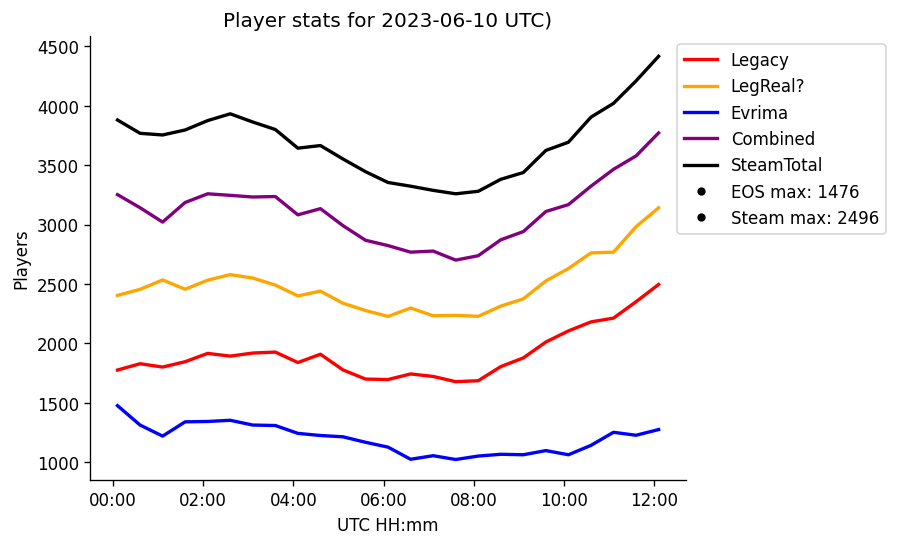 Player stats for 2023-06-10 UTC)
4500
4000
3500
3000
2500
2000
1500
1000
Players
00:00 02:00 04:00 06:00 08:00 10:00 12:00
UTC HH:mm
Legacy
LegReal?
Evrima
Combined
SteamTotal
EOS max: 1476
Steam max: 2496